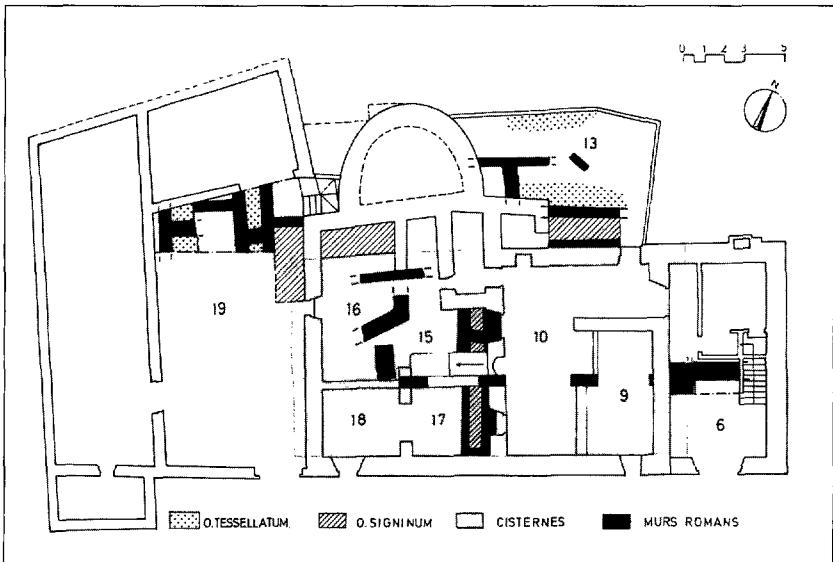 0 1 2 3 5
N
13
19
16
15
10
9
18
17
6
O.TESSELLATUM.
O.SIGNINUM
CISTERNES
MURS ROMANS